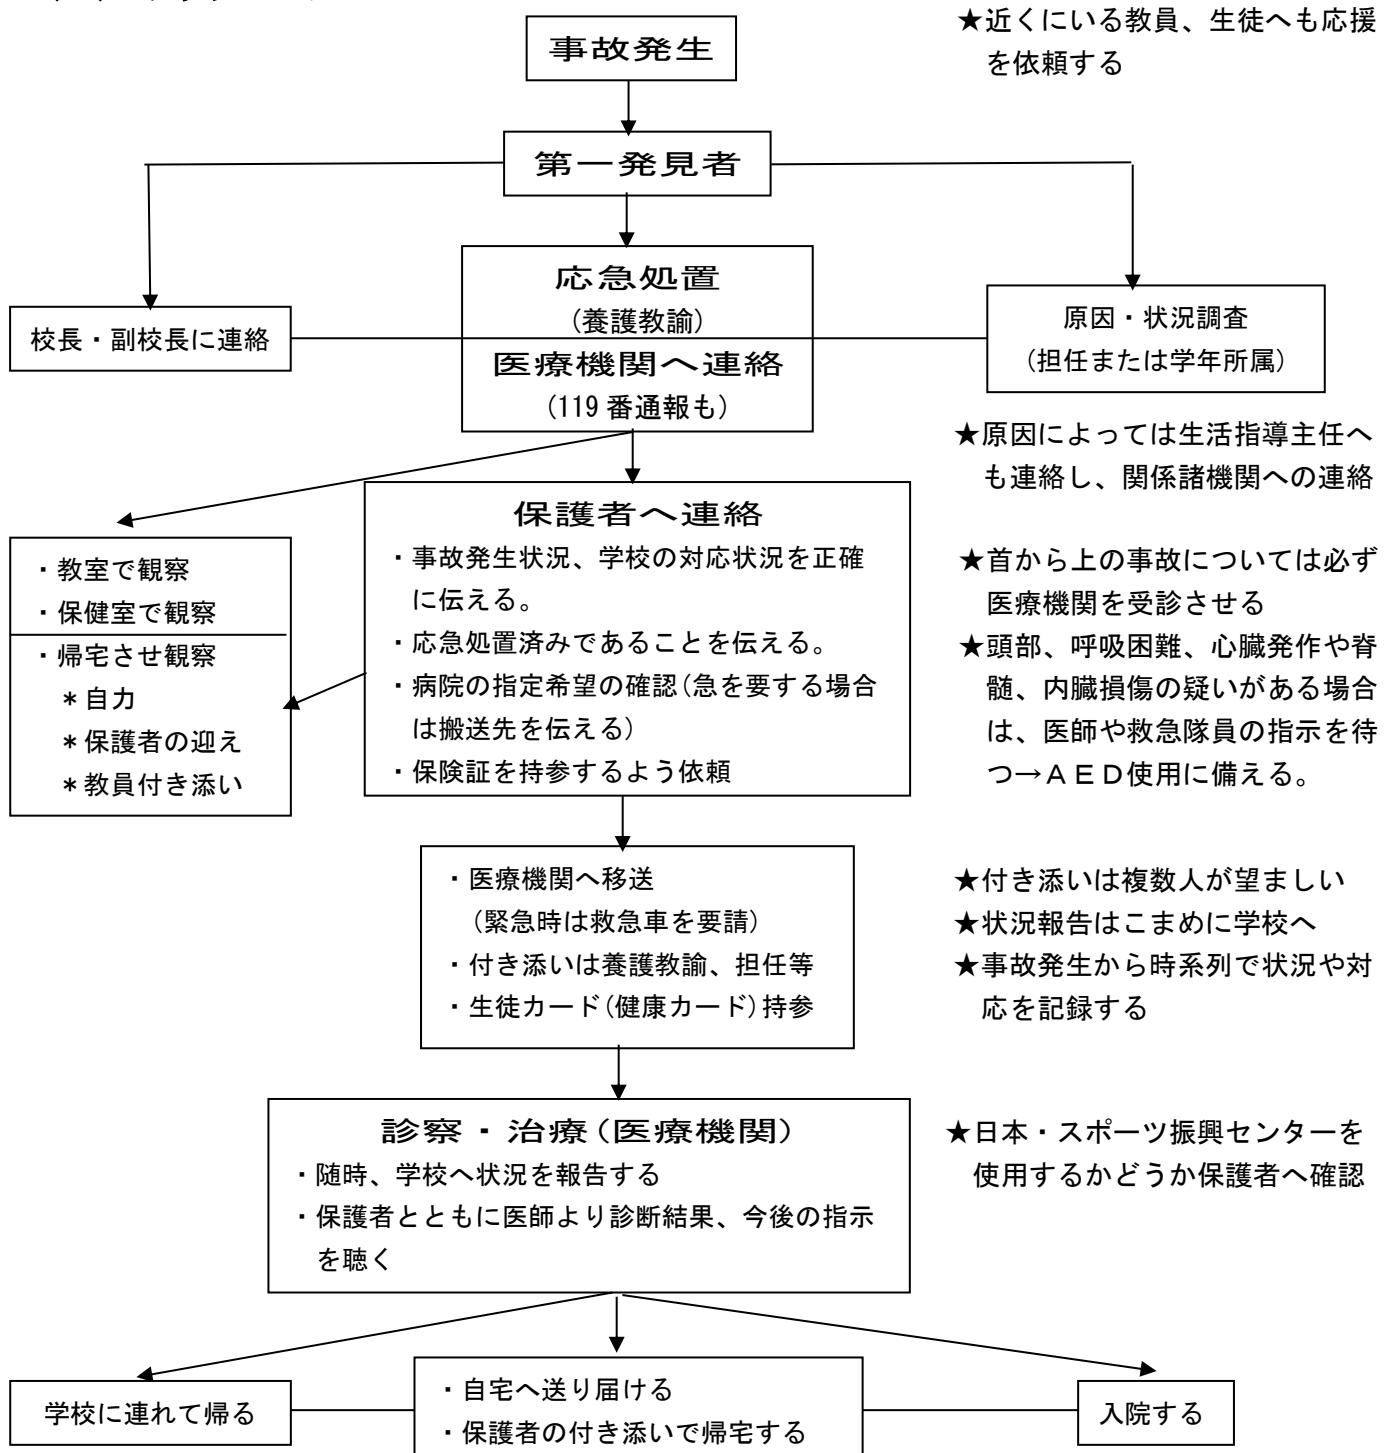 事故発生
★近くにいる教員、生徒へも応援
を依頼する
第一発見者
応急処置
(養護教諭)
医療機関へ連絡
(119番通報も)
校長・副校長に連絡
原因・状況調査
(担任または学年所属)
★原因によっては生活指導主任へ
も連絡し、関係諸機関への連絡
・教室で観察
・保健室で観察
・帰宅させ観察
＊自力
＊保護者の迎え
＊教員付き添い
保護者へ連絡
・事故発生状況、学校の対応状況を正確
に伝える。
・応急処置済みであることを伝える。
・病院の指定希望の確認(急を要する場合
は搬送先を伝える)
・保険証を持参するよう依頼
★首から上の事故については必ず
医療機関を受診させる
★頭部、呼吸困難、心臓発作や脊
髄、内臓損傷の疑いがある場合
は、医師や救急隊員の指示を待
つ→ＡＥＤ使用に備える。
・医療機関へ移送
(緊急時は救急車を要請)
・付き添いは養護教諭、担任等
・生徒カード(健康カード)持参
★付き添いは複数人が望ましい
★状況報告はこまめに学校へ
★事故発生から時系列で状況や対
応を記録する
診察・治療(医療機関)
・随時、学校へ状況を報告する
・保護者とともに医師より診断結果、今後の指示
を聴く
★日本・スポーツ振興センターを
使用するかどうか保護者へ確認
学校に連れて帰る
・自宅へ送り届ける
・保護者の付き添いで帰宅する
入院する